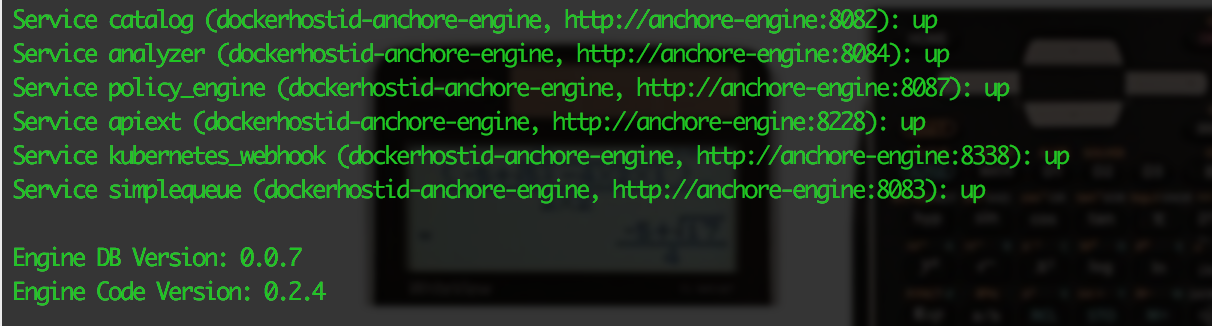 Service catalog (dockerhostid-anchore-engine, http://anchore-engine:8082): up
Service analyzer (dockerhostid-anchore-engine, http://anchore-engine:8084): up
Service policy_engine (dockerhostid-anchore-engine, http://anchore-engine:8087): up
Service apiext (dockerhostid-anchore-engine, http://anchore-engine:8228): up
Service kubernetes_webhook (dockerhostid-anchore-engine, http://anchore-engine:8338): up
Service simplequeue (dockerhostid-anchore-engine, http://anchore-engine:8083): up
Engine DB Version: 0.0.7
Engine Code Version: 0.2.4